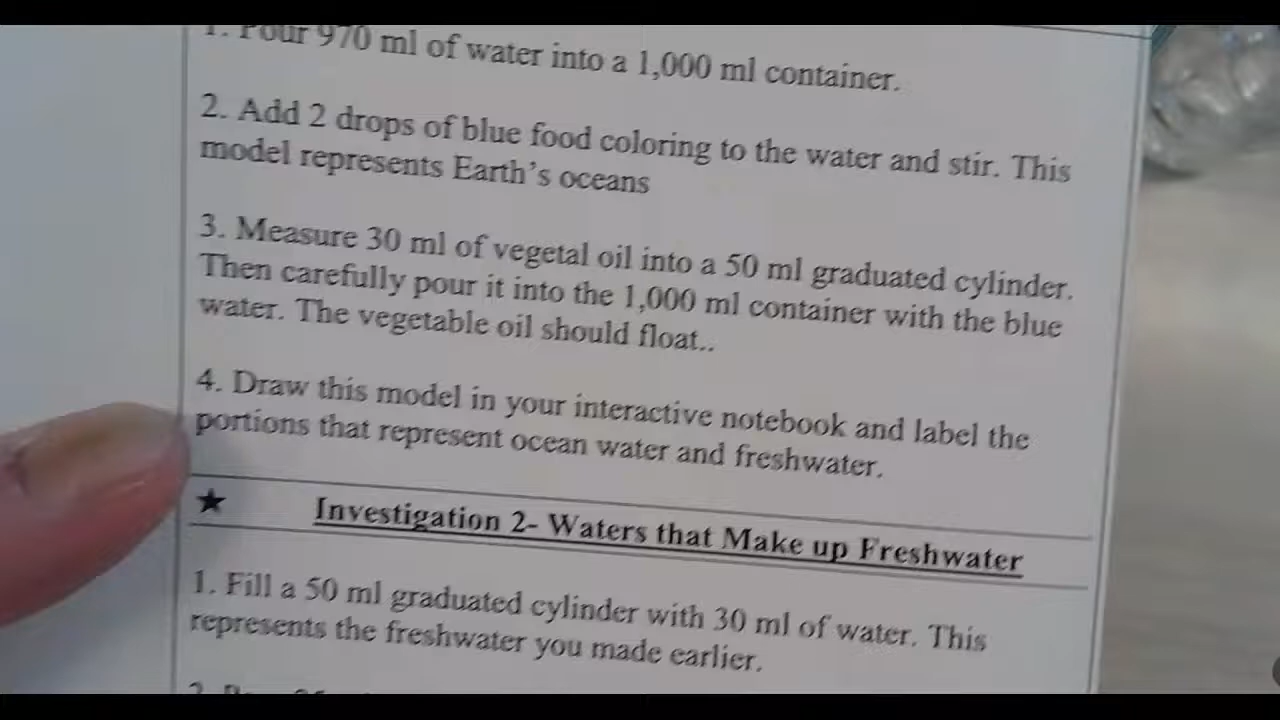 1. Pour 970 ml of water into a 1,000 ml container.
2. Add 2 drops of blue food coloring to the water and stir. This
model represents Earth's oceans
3. Measure 30 ml of vegetal oil into a 50 ml graduated cylinder.
Then carefully pour it into the 1,000 ml container with the blue
water. The vegetable oil should float..
4. Draw this model in your interactive notebook and label the
portions that represent ocean water and freshwater.
★ Investigation 2- Waters that Make up Freshwater
1. Fill a 50 ml graduated cylinder with 30 ml of water. This
represents the freshwater you made earlier.